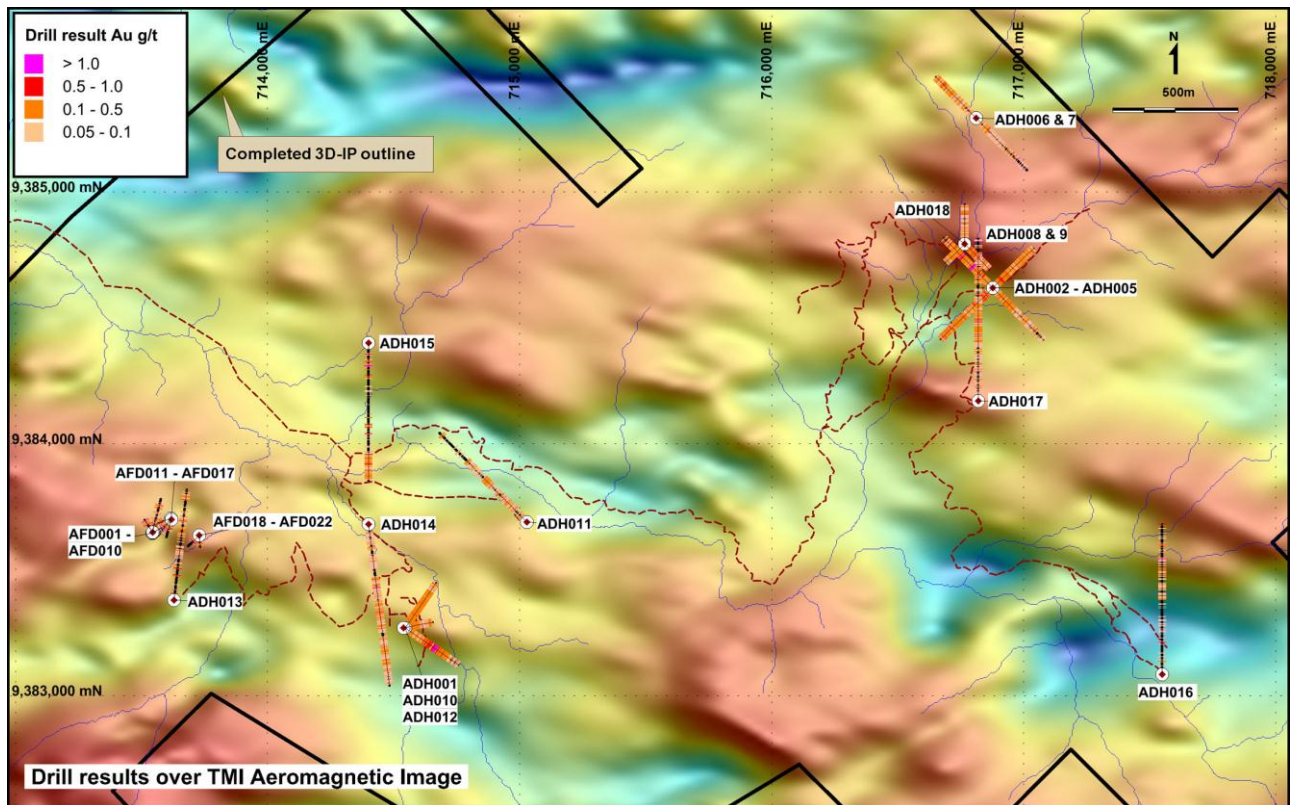 Drill result Au g/t
> 1.0
0.5 - 1.0
0.1 - 0.5
0.05 - 0.1
714,000 mE
715,000 mE
716,000 mE
717,000 mE
718,000 mE
N
500m
Completed 3D-IP outline
ADH006 & 7
9,385,000 mN
ADH018
ADH008 & 9
ADH002 - ADH005
ADH015
ADH017
9,384,000 mN
AFD011 - AFD017
AFD018 - AFD022
AFD001 -
AFD010
ADH014
ADH011
ADH013
ADH001
ADH010
ADH012
ADH016
9,383,000 mN
Drill results over TMI Aeromagnetic Image